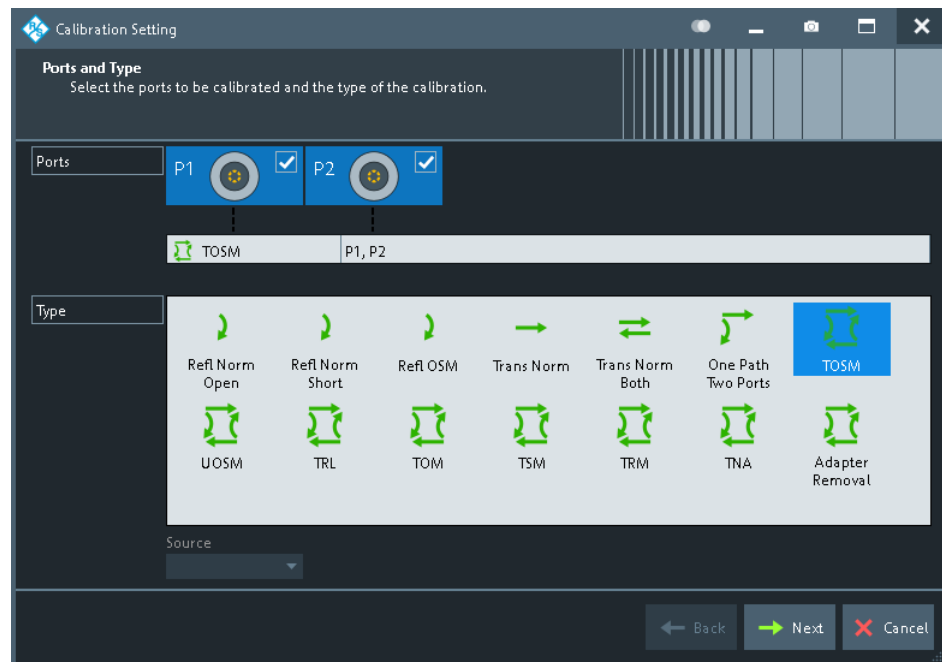 R&S Calibration Setting
Ports and Type
Select the ports to be calibrated and the type of the calibration.
Ports
P1
P2
TOSM
P1, P2
Type
Refl Norm
Open
Refl Norm
Short
Refl OSM
Trans Norm
Trans Norm
Both
One Path
Two Ports
TOSM
UOSM
TRL
TOM
TSM
TRM
TNA
Adapter
Removal
Source
Back
Next
Cancel